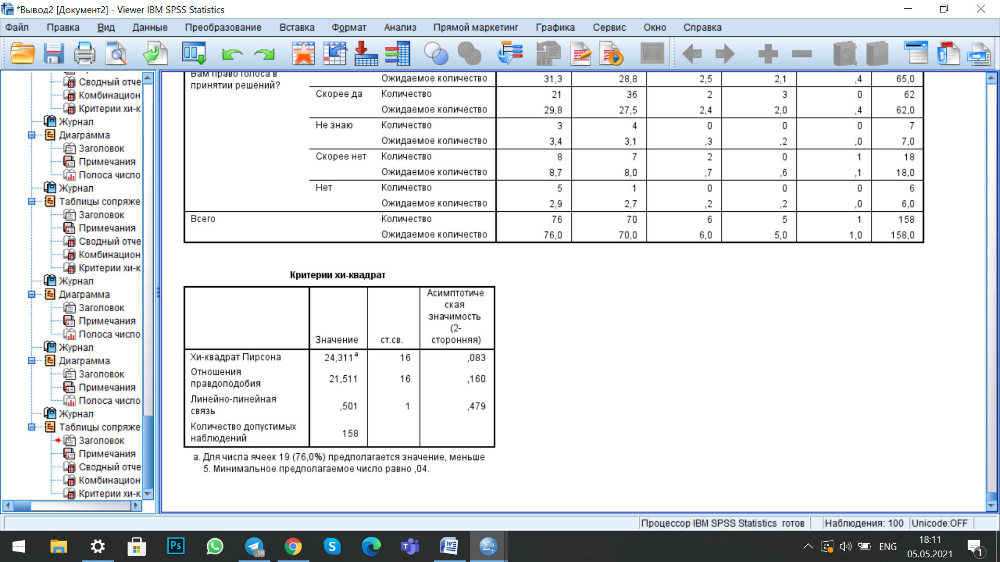 *Вывод2 [Документ2] - Viewer IBM SPSS Statistics
Файл Правка Вид Данные Преобразование Вставка Формат Анализ Прямой маркетинг Графика Сервис Окно Справка
Сводный отче
Комбинацион
Критерии хи-к
Журнал
Диаграмма
Заголовок
Примечания
Полоса число
Журнал
Таблицы сопряже
Заголовок
Примечания
Сводный отче
Комбинацион
Критерии хи-к
Журнал
Диаграмма
Заголовок
Примечания
Полоса число
Журнал
Диаграмма
Заголовок
Примечания
Полоса число
Журнал
Таблицы сопряже
Заголовок
Примечания
Сводный отче
Комбинацион
Критерии хи-к
Вам право голоса в
принятии решений?
Ожидаемое количество 31,3 28,8 2,5 2,1 ,4 65,0
Скорее да Количество 21 36 2 3 0 62
Ожидаемое количество 29,8 27,5 2,4 2,0 ,4 62,0
Не знаю Количество 3 4 0 0 0 7
Ожидаемое количество 3,4 3,1 ,3 ,2 ,0 7,0
Скорее нет Количество 8 7 2 0 1 18
Ожидаемое количество 8,7 8,0 ,7 ,6 ,1 18,0
Нет Количество 5 1 0 0 0 6
Ожидаемое количество 2,9 2,7 ,2 ,2 ,0 6,0
Всего Количество 76 70 6 5 1 158
Ожидаемое количество 76,0 70,0 6,0 5,0 1,0 158,0
Критерии хи-квадрат
Значение ст.св. Асимптотиче
ская
значимость
(2-
сторонняя)
Хи-квадрат Пирсона 24,311a 16 ,083
Отношения
правдоподобия 21,511 16 ,160
Линейно-линейная
связь ,501 1 ,479
Количество допустимых
наблюдений 158
a. Для числа ячеек 19 (76,0%) предполагается значение, меньше
5. Минимальное предполагаемое число равно ,04.
Процессор IBM SPSS Statistics готов Наблюдения: 100 Unicode:OFF
Ps
..98
ENG
18:11
05.05.2021
1